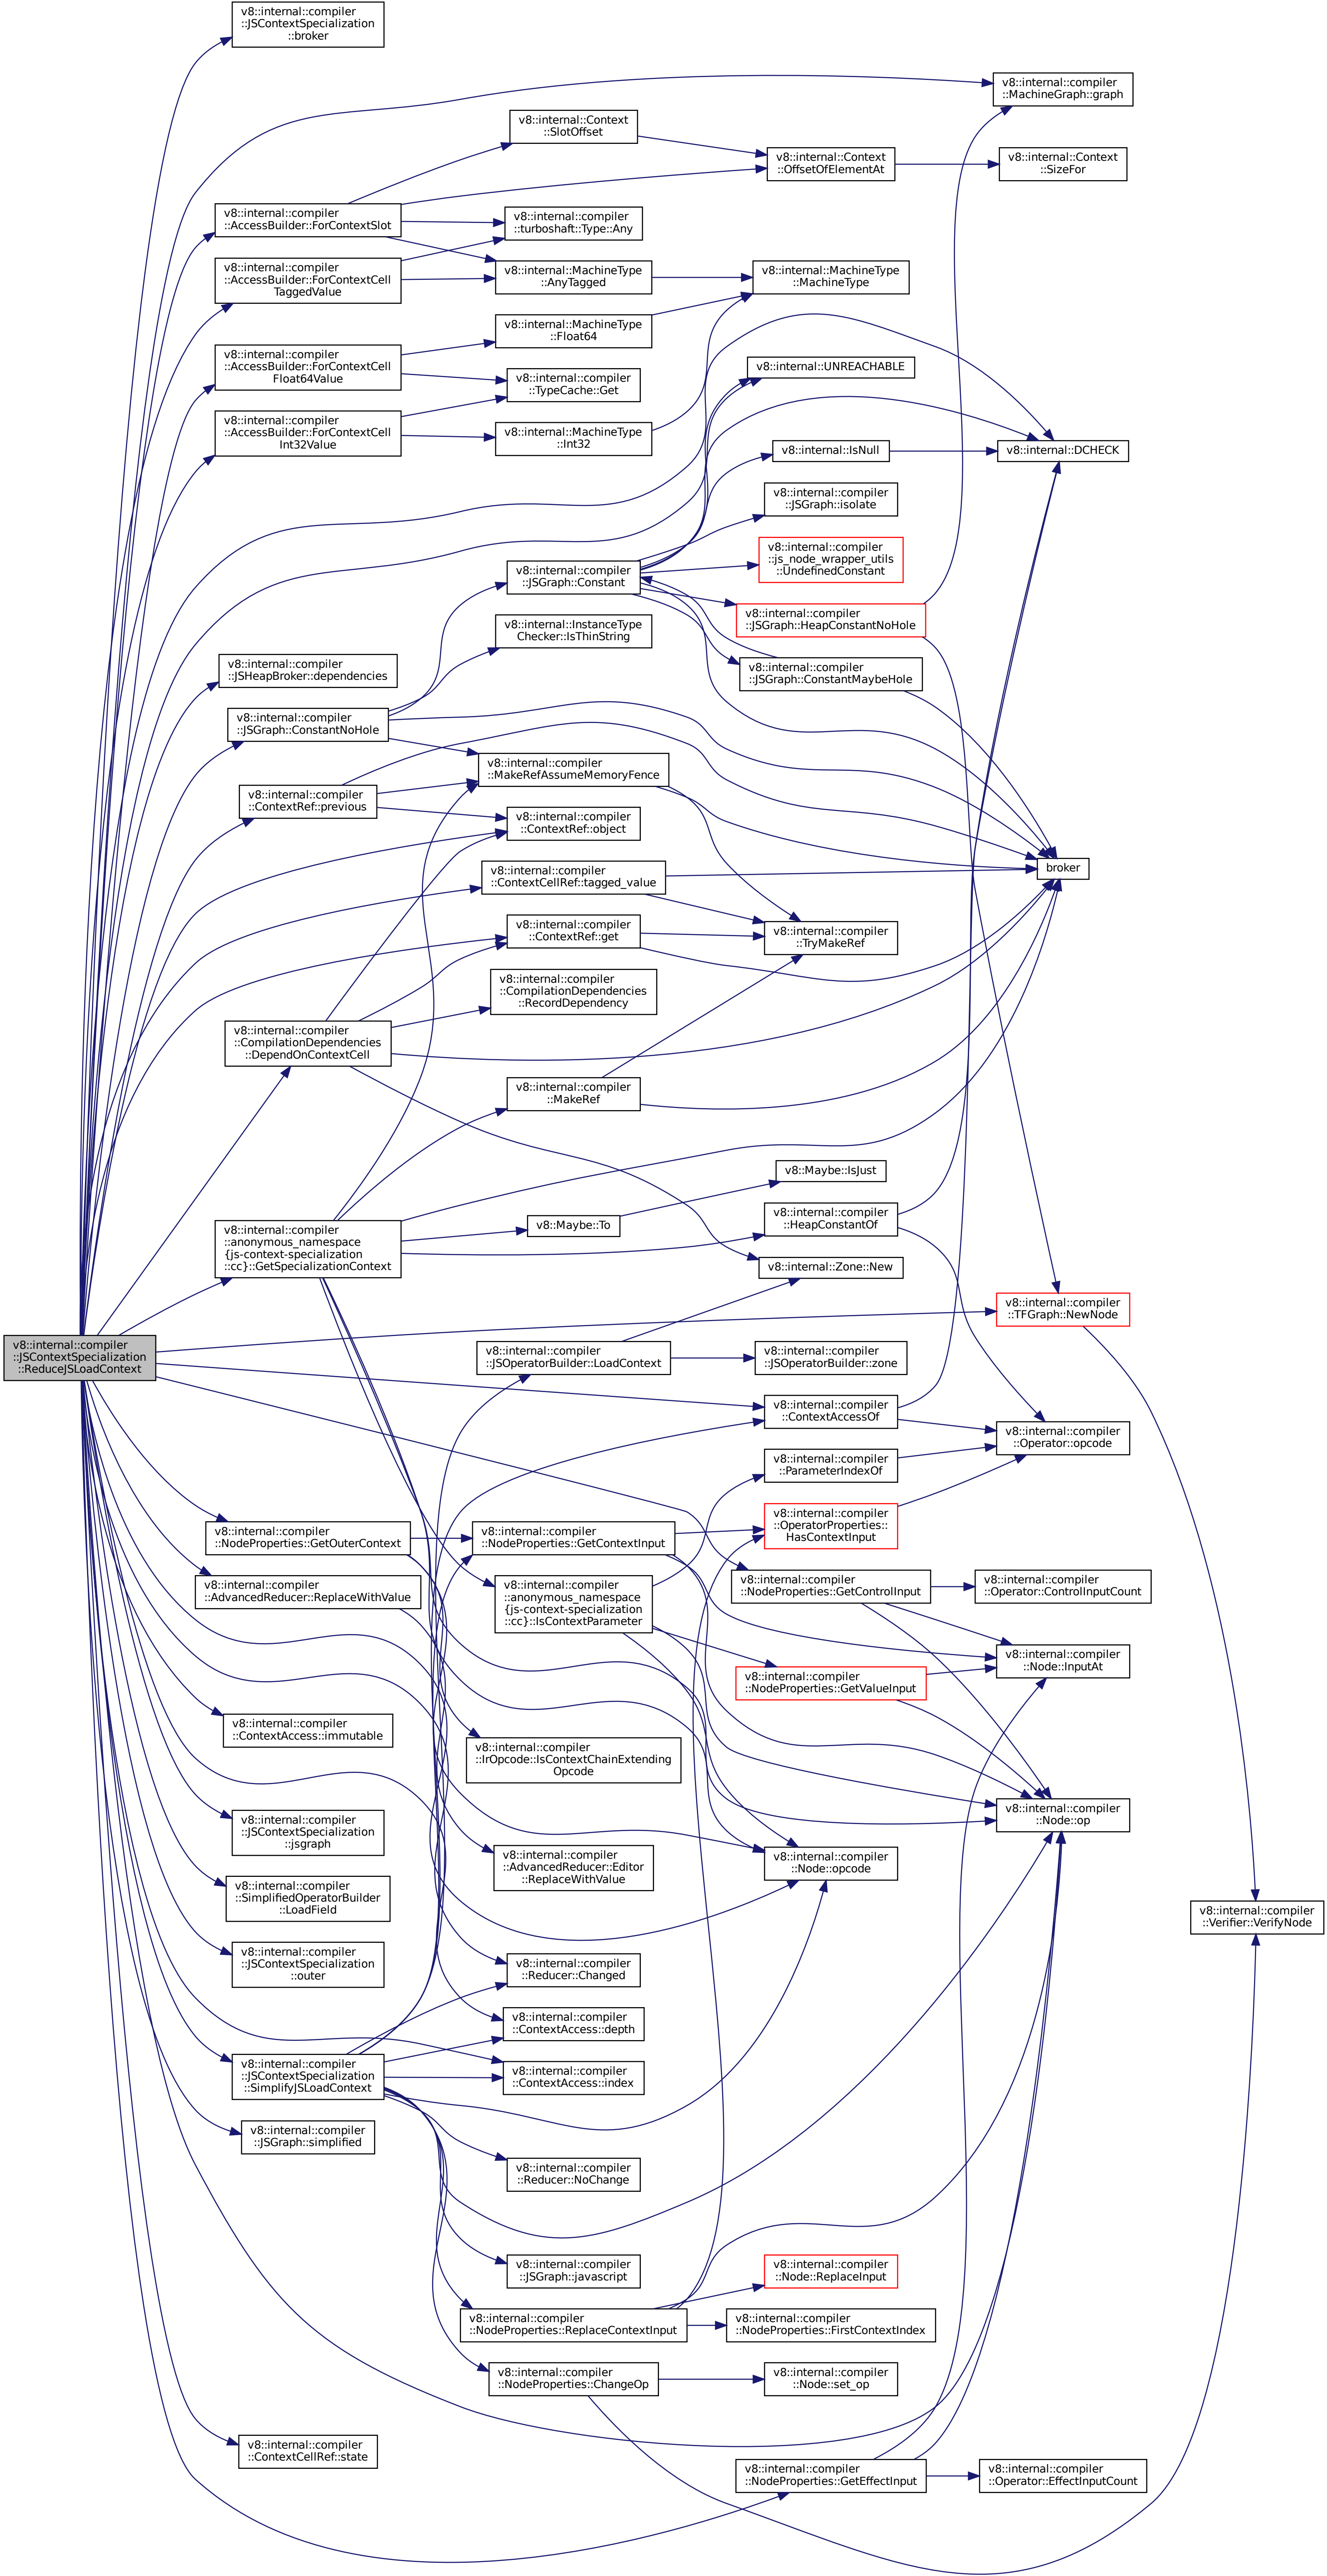 v8::internal::compiler
::JSContextSpecialization
::broker
v8::internal::compiler
::MachineGraph::graph
v8::internal::Context
::SlotOffset
v8::internal::Context
::OffsetOfElementAt
v8::internal::Context
::SizeFor
v8::internal::compiler
::AccessBuilder::ForContextSlot
v8::internal::compiler
::turboshaft::Type::Any
v8::internal::compiler
::AccessBuilder::ForContextCell
TaggedValue
v8::internal::MachineType
::AnyTagged
v8::internal::MachineType
::MachineType
v8::internal::MachineType
::Float64
v8::internal::compiler
::AccessBuilder::ForContextCell
Float64Value
v8::internal::UNREACHABLE
v8::internal::compiler
::TypeCache::Get
v8::internal::compiler
::AccessBuilder::ForContextCell
Int32Value
v8::internal::MachineType
::Int32
v8::internal::IsNull
v8::internal::DCHECK
v8::internal::compiler
::JSGraph::isolate
v8::internal::compiler
::js_node_wrapper_utils
::UndefinedConstant
v8::internal::compiler
::JSGraph::Constant
v8::internal::compiler
::JSGraph::HeapConstantNoHole
v8::internal::InstanceType
Checker::IsThinString
v8::internal::compiler
::JSHeapBroker::dependencies
v8::internal::compiler
::JSGraph::ConstantMaybeHole
v8::internal::compiler
::JSGraph::ConstantNoHole
v8::internal::compiler
::MakeRefAssumeMemoryFence
v8::internal::compiler
::ContextRef::previous
v8::internal::compiler
::ContextRef::object
broker
v8::internal::compiler
::ContextCellRef::tagged_value
v8::internal::compiler
::ContextRef::get
v8::internal::compiler
::TryMakeRef
v8::internal::compiler
::CompilationDependencies
::RecordDependency
v8::internal::compiler
::CompilationDependencies
::DependOnContextCell
v8::internal::compiler
::MakeRef
v8::Maybe::IsJust
v8::internal::compiler
::anonymous_namespace
{js-context-specialization
::cc}::GetSpecializationContext
v8::Maybe::To
v8::internal::compiler
::HeapConstantOf
v8::internal::Zone::New
v8::internal::compiler
::TFGraph::NewNode
v8::internal::compiler
::JSContextSpecialization
::ReduceJSLoadContext
v8::internal::compiler
::JSOperatorBuilder::LoadContext
v8::internal::compiler
::JSOperatorBuilder::zone
v8::internal::compiler
::ContextAccessOf
v8::internal::compiler
::Operator::opcode
v8::internal::compiler
::ParameterIndexOf
v8::internal::compiler
::OperatorProperties::
HasContextInput
v8::internal::compiler
::NodeProperties::GetOuterContext
v8::internal::compiler
::NodeProperties::GetContextInput
v8::internal::compiler
::AdvancedReducer::ReplaceWithValue
v8::internal::compiler
::anonymous_namespace
{js-context-specialization
::cc}::IsContextParameter
v8::internal::compiler
::NodeProperties::GetControlInput
v8::internal::compiler
::Operator::ControlInputCount
v8::internal::compiler
::Node::InputAt
v8::internal::compiler
::NodeProperties::GetValueInput
v8::internal::compiler
::ContextAccess::immutable
v8::internal::compiler
::IrOpcode::IsContextChainExtending
Opcode
v8::internal::compiler
::Node::op
v8::internal::compiler
::JSContextSpecialization
::jsgraph
v8::internal::compiler
::AdvancedReducer::Editor
::ReplaceWithValue
v8::internal::compiler
::Node::opcode
v8::internal::compiler
::SimplifiedOperatorBuilder
::LoadField
v8::internal::compiler
::Verifier::VerifyNode
v8::internal::compiler
::JSContextSpecialization
::outer
v8::internal::compiler
::Reducer::Changed
v8::internal::compiler
::ContextAccess::depth
v8::internal::compiler
::JSContextSpecialization
::SimplifyJSLoadContext
v8::internal::compiler
::ContextAccess::index
v8::internal::compiler
::JSGraph::simplified
v8::internal::compiler
::Reducer::NoChange
v8::internal::compiler
::JSGraph::javascript
v8::internal::compiler
::Node::ReplaceInput
v8::internal::compiler
::NodeProperties::ReplaceContextInput
v8::internal::compiler
::NodeProperties::FirstContextIndex
v8::internal::compiler
::NodeProperties::ChangeOp
v8::internal::compiler
::Node::set_op
v8::internal::compiler
::ContextCellRef::state
v8::internal::compiler
::NodeProperties::GetEffectInput
v8::internal::compiler
::Operator::EffectInputCount